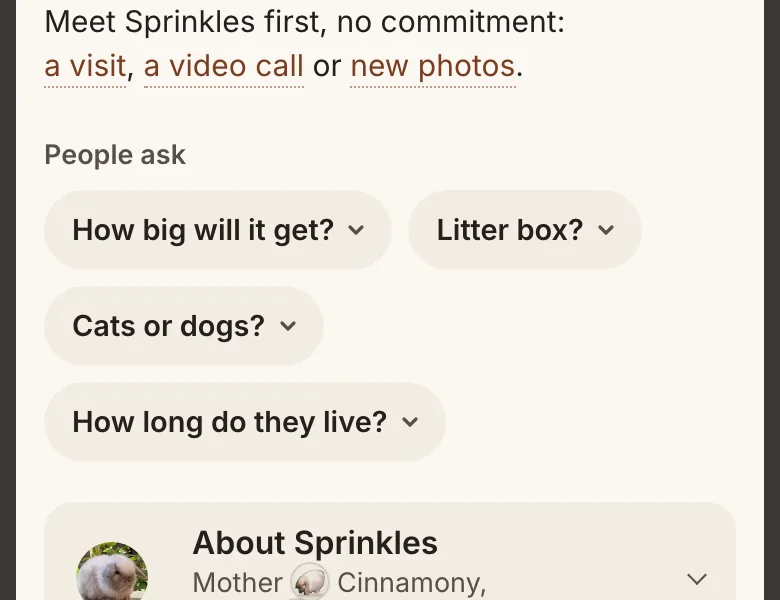 Meet Sprinkles first, no commitment:
a visit, a video call or new photos.
People ask
How big will it get?
Litter box?
Cats or dogs?
How long do they live?
About Sprinkles
Mother Cinnamony,